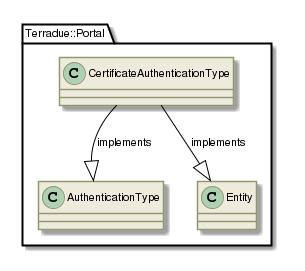 Terradue::Portal
C CertificateAuthenticationType
implements
implements
C AuthenticationType
C Entity